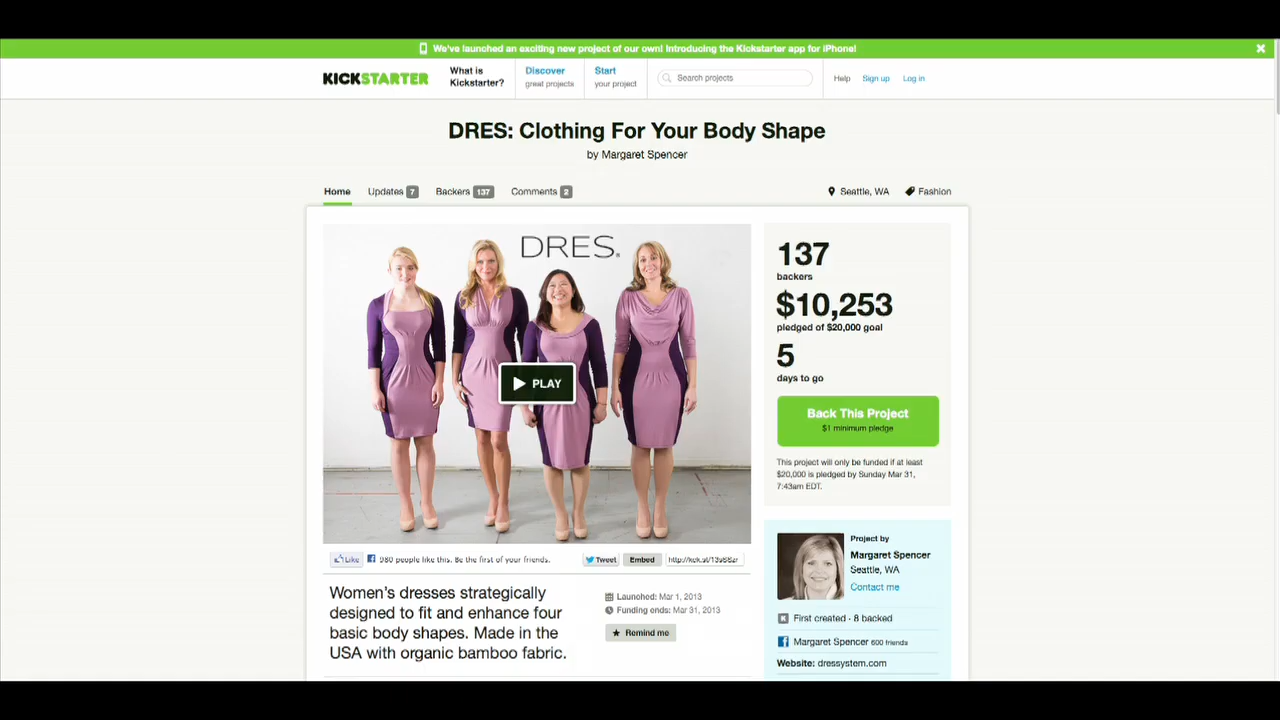 We've launched an exciting new project of our own! Introducing the Kickstarter app for iPhone!
KICKSTARTER
What is Kickstarter?
Discover great projects
Start your project
Search projects
Help Sign up Log in
DRES: Clothing For Your Body Shape
by Margaret Spencer
Home Updates 7 Backers 137 Comments 2
Seattle, WA Fashion
DRES.
PLAY
137
backers
$10,253
pledged of $20,000 goal
5
days to go
Back This Project
$1 minimum pledge
This project will only be funded if at least
$20,000 is pledged by Sunday Mar 31,
7:43am EDT.
Like 980 people like this. Be the first of your friends.
Tweet Embed
Women's dresses strategically
designed to fit and enhance four
basic body shapes. Made in the
USA with organic bamboo fabric.
Launched: Mar 1, 2013
Funding ends: Mar 31, 2013
Remind me
Project by
Margaret Spencer
Seattle, WA
Contact me
First created · 8 backed
Margaret Spencer 600 friends
Website: dressystem.com